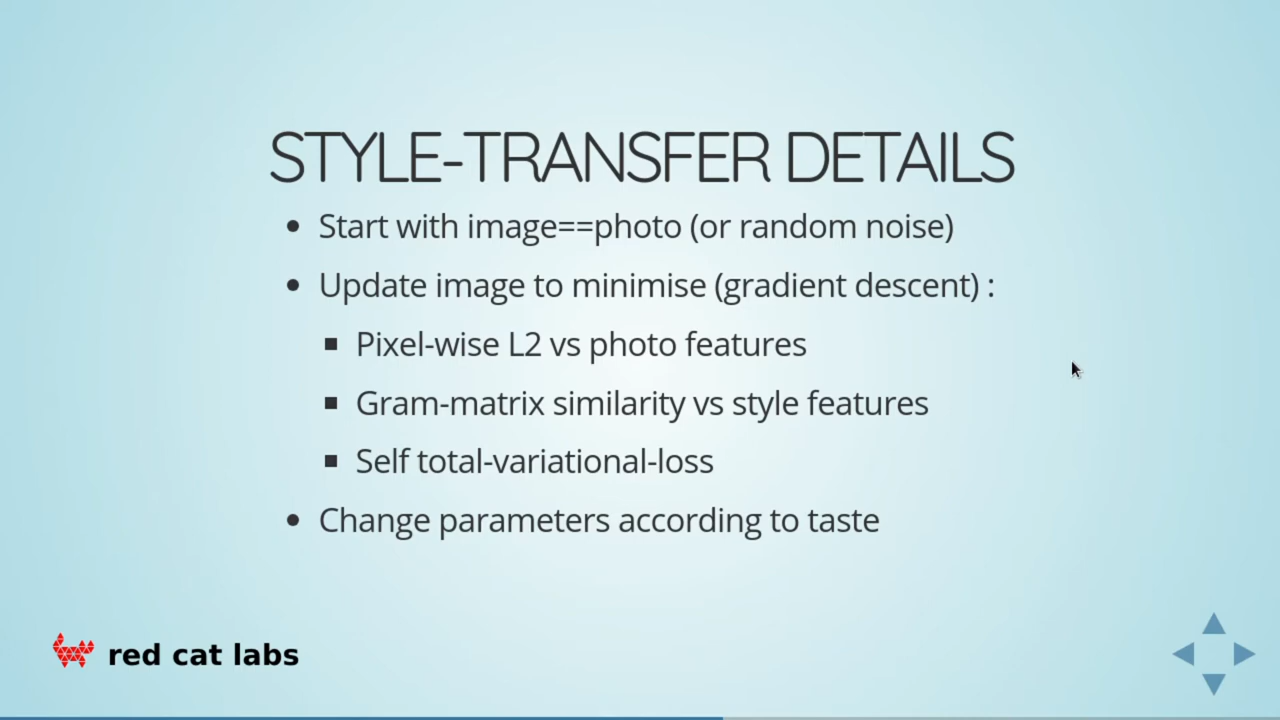 STYLE-TRANSFER DETAILS
Start with image==photo (or random noise)
Update image to minimise (gradient descent) :
Pixel-wise L2 vs photo features
Gram-matrix similarity vs style features
Self total-variational-loss
Change parameters according to taste
red cat labs